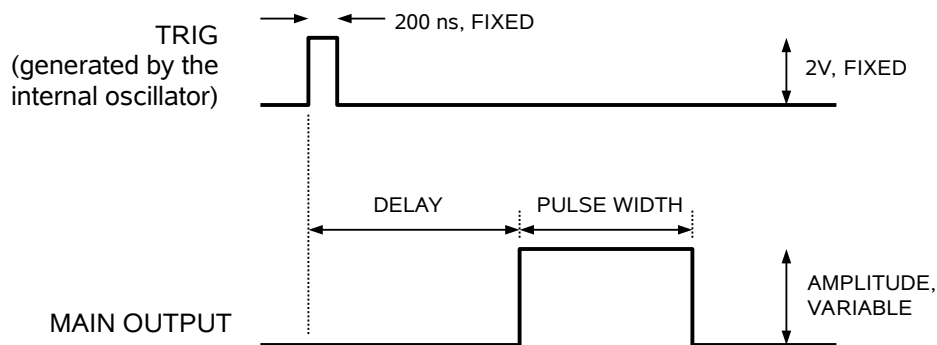 200 ns, FIXED
TRIG
(generated by the
internal oscillator)
2V, FIXED
DELAY
PULSE WIDTH
AMPLITUDE,
VARIABLE
MAIN OUTPUT